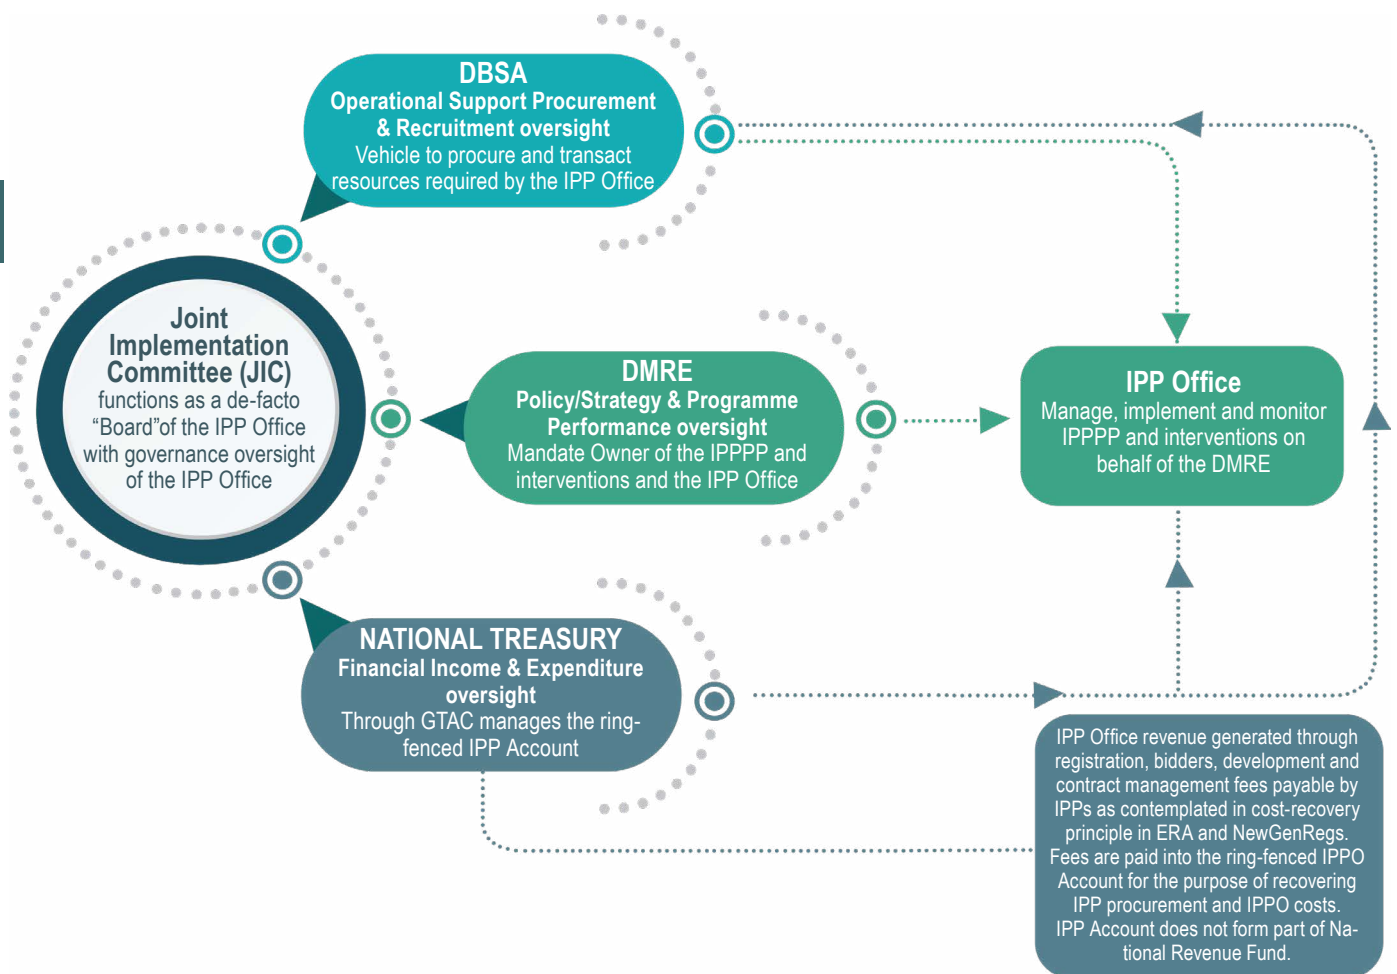 DBSA
Operational Support Procurement
& Recruitment oversight
Vehicle to procure and transact
resources required by the IPP Office
Joint
Implementation
Committee (JIC)
functions as a de-facto
“Board”of the IPP Office
with governance oversight
of the IPP Office
DMRE
Policy/Strategy & Programme
Performance oversight
Mandate Owner of the IPPPP and
interventions and the IPP Office
IPP Office
Manage, implement and monitor
IPPPP and interventions on
behalf of the DMRE
NATIONAL TREASURY
Financial Income & Expenditure
oversight
Through GTAC manages the ring-
fenced IPP Account
IPP Office revenue generated through
registration, bidders, development and
contract management fees payable by
IPPs as contemplated in cost-recovery
principle in ERA and NewGenRegs.
Fees are paid into the ring-fenced IPPO
Account for the purpose of recovering
IPP procurement and IPPO costs.
IPP Account does not form part of Na-
tional Revenue Fund.